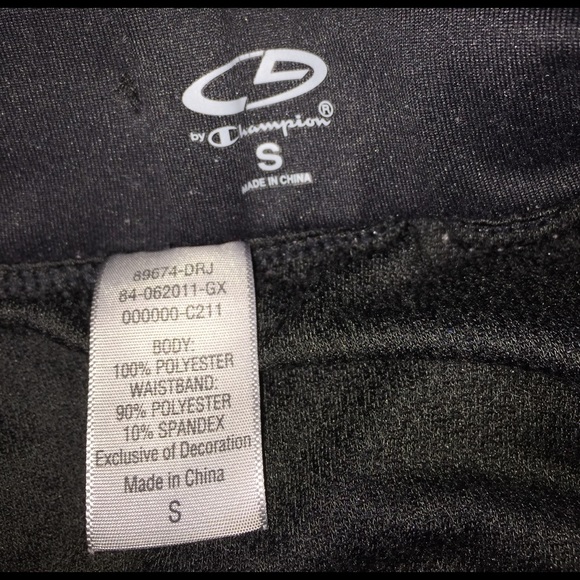 C9
by Champion®
S
MADE IN CHINA
89674-DRJ
84-062011-GX
000000-C211
BODY:
100% POLYESTER
WAISTBAND:
90% POLYESTER
10% SPANDEX
Exclusive of Decoration
Made in China
S